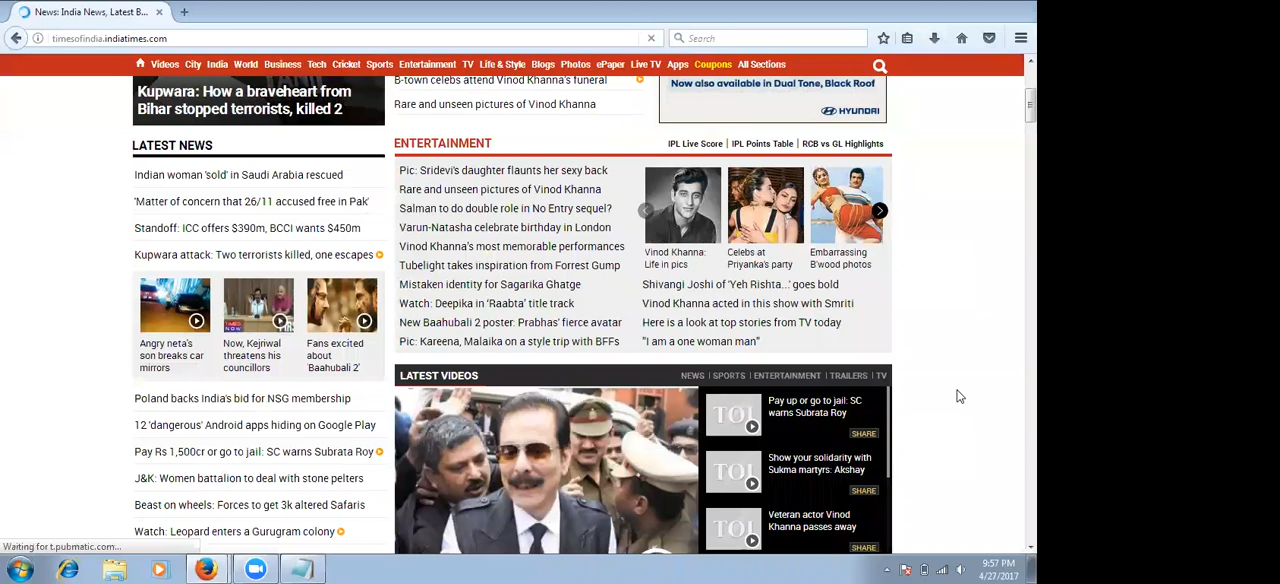 News: India News, Latest B...
timesofindia.indiatimes.com
Search
Videos City India World Business Tech Cricket Sports Entertainment TV Life & Style Blogs Photos ePaper Live TV Apps Coupons All Sections
Kupwara: How a braveheart from
Bihar stopped terrorists, killed 2
B-town celebs attend Vinod Khanna's funeral
Rare and unseen pictures of Vinod Khanna
Now also available in Dual Tone, Black Roof
HYUNDAI
LATEST NEWS
Indian woman 'sold' in Saudi Arabia rescued
'Matter of concern that 26/11 accused free in Pak'
Standoff: ICC offers $390m, BCCI wants $450m
Kupwara attack: Two terrorists killed, one escapes
TIMES NOW
Angry neta's
son breaks car
mirrors
Now, Kejriwal
threatens his
councillors
Fans excited
about
'Baahubali 2'
Poland backs India's bid for NSG membership
12 'dangerous' Android apps hiding on Google Play
Pay Rs 1,500cr or go to jail: SC warns Subrata Roy
J&K: Women battalion to deal with stone pelters
Beast on wheels: Forces to get 3k altered Safaris
Watch: Leopard enters a Gurugram colony
ENTERTAINMENT
IPL Live Score | IPL Points Table | RCB vs GL Highlights
Pic: Sridevi's daughter flaunts her sexy back
Rare and unseen pictures of Vinod Khanna
Salman to do double role in No Entry sequel?
Varun-Natasha celebrate birthday in London
Vinod Khanna's most memorable performances
Tubelight takes inspiration from Forrest Gump
Mistaken identity for Sagarika Ghatge
Watch: Deepika in 'Raabta' title track
New Baahubali 2 poster: Prabhas' fierce avatar
Pic: Kareena, Malaika on a style trip with BFFs
Vinod Khanna:
Life in pics
Celebs at
Priyanka's party
Embarrassing
B'wood photos
Shivangi Joshi of 'Yeh Rishta...' goes bold
Vinod Khanna acted in this show with Smriti
Here is a look at top stories from TV today
"I am a one woman man"
LATEST VIDEOS
NEWS | SPORTS | ENTERTAINMENT | TRAILERS | TV
TOI
Pay up or go to jail: SC
warns Subrata Roy
SHARE
TOI
Show your solidarity with
Sukma martyrs: Akshay
SHARE
TOI
Veteran actor Vinod
Khanna passes away
SHARE
Waiting for t.pubmatic.com...
9:57 PM
4/27/2017